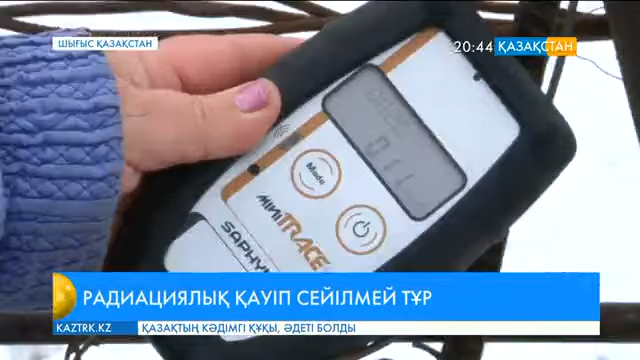 ШЫҒЫС ҚАЗАҚСТАН
20:44 ҚАЗАҚСТАН
Mode
miniTRACE
SAPHY
РАДИАЦИЯЛЫҚ ҚАУІП СЕЙІЛМЕЙ ТҰР
KAZTRK.KZ
ҚАЗАҚТЫҢ КӘДІМГІ ҚҰҚЫ, ӘДЕТІ БОЛДЫ